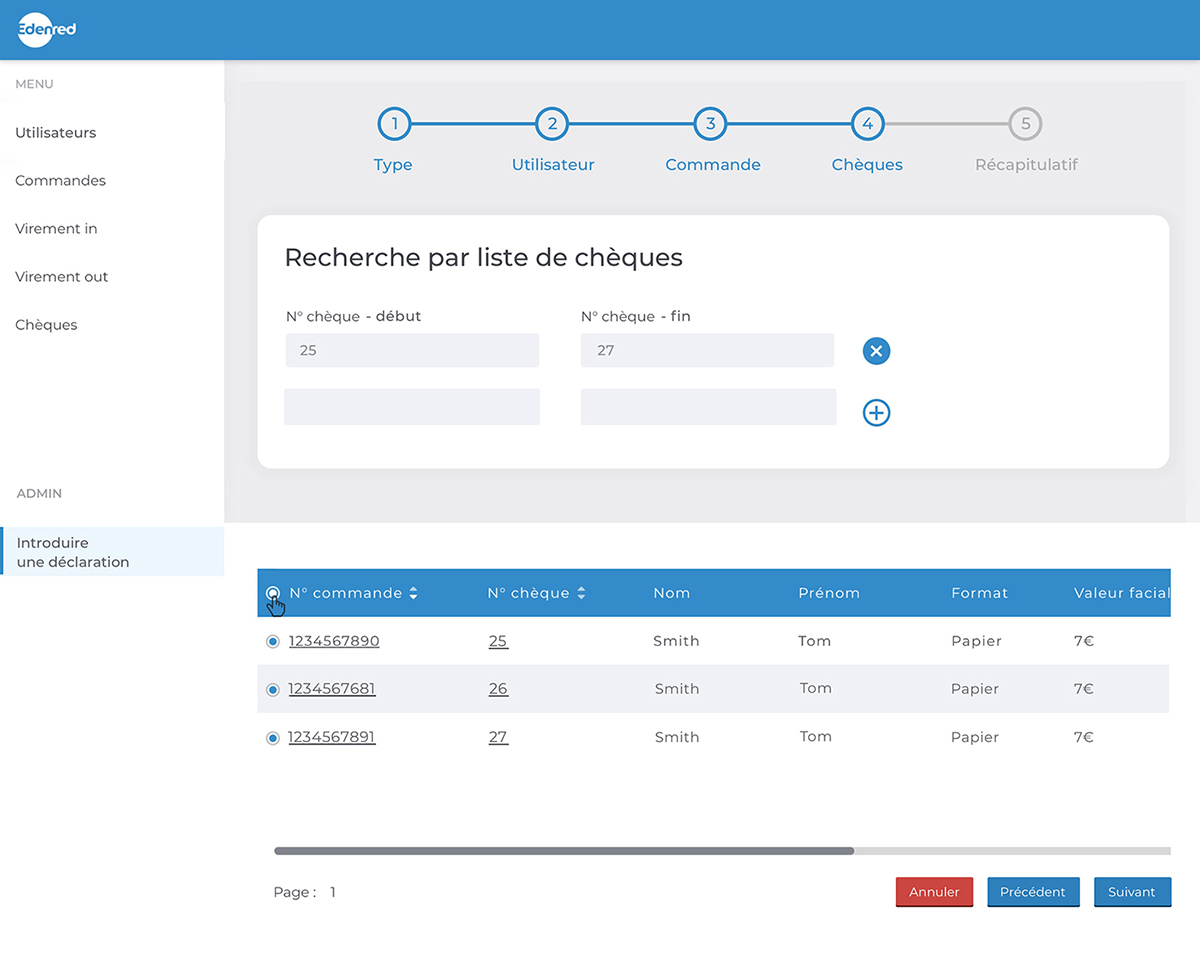 Edenred
MENU
Utilisateurs
Commandes
Virement in
Virement out
Chèques
ADMIN
Introduire
une déclaration
1 2 3 4 5
Type Utilisateur Commande Chèques Récapitulatif
Recherche par liste de chèques
N° chèque - début N° chèque - fin
25 27
N° commande N° chèque Nom Prénom Format Valeur facial
1234567890 25 Smith Tom Papier 7€
1234567681 26 Smith Tom Papier 7€
1234567891 27 Smith Tom Papier 7€
Page : 1 Annuler Précédent Suivant